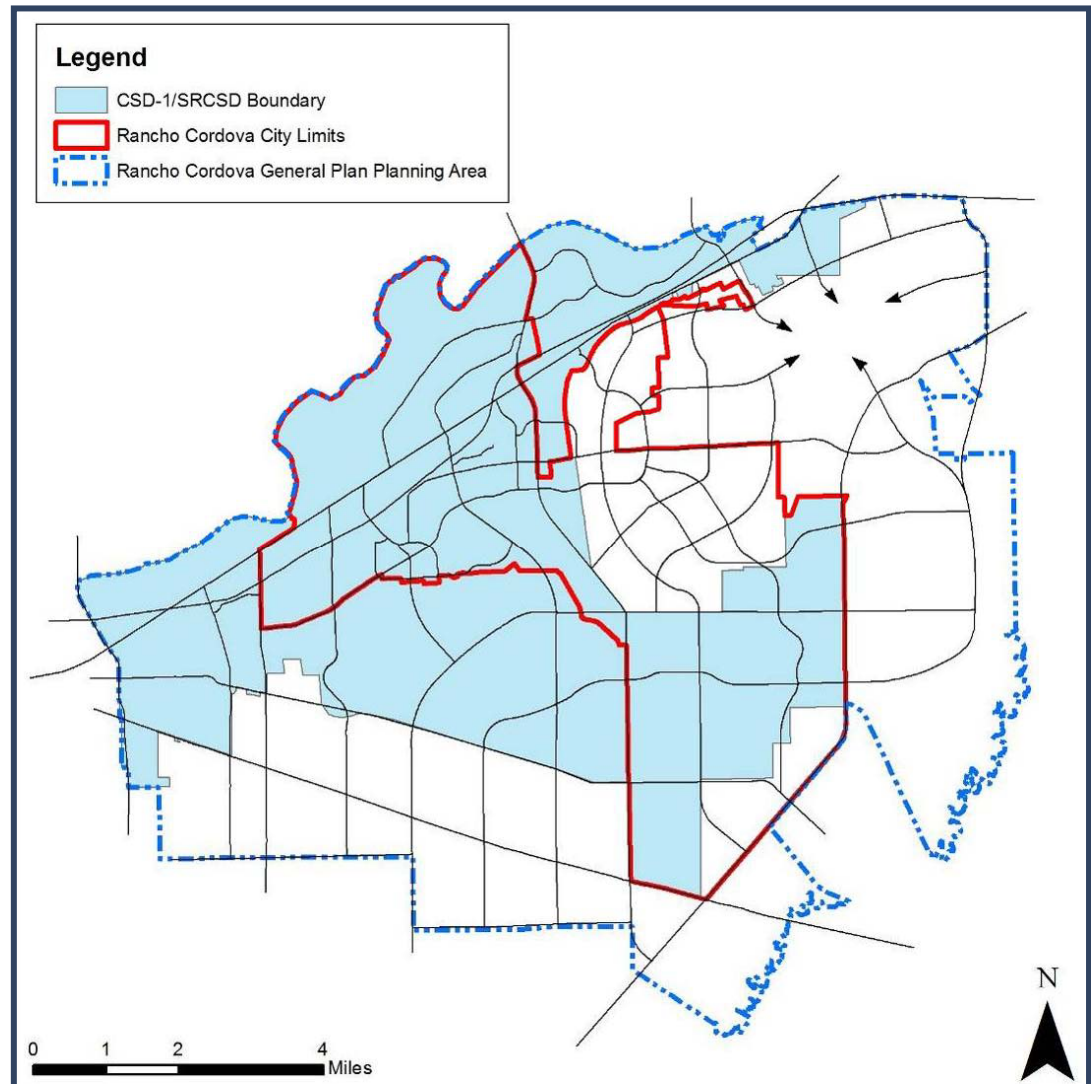 Legend
CSD-1/SRCSD Boundary
Rancho Cordova City Limits
Rancho Cordova General Plan Planning Area
N
0 1 2 4
Miles